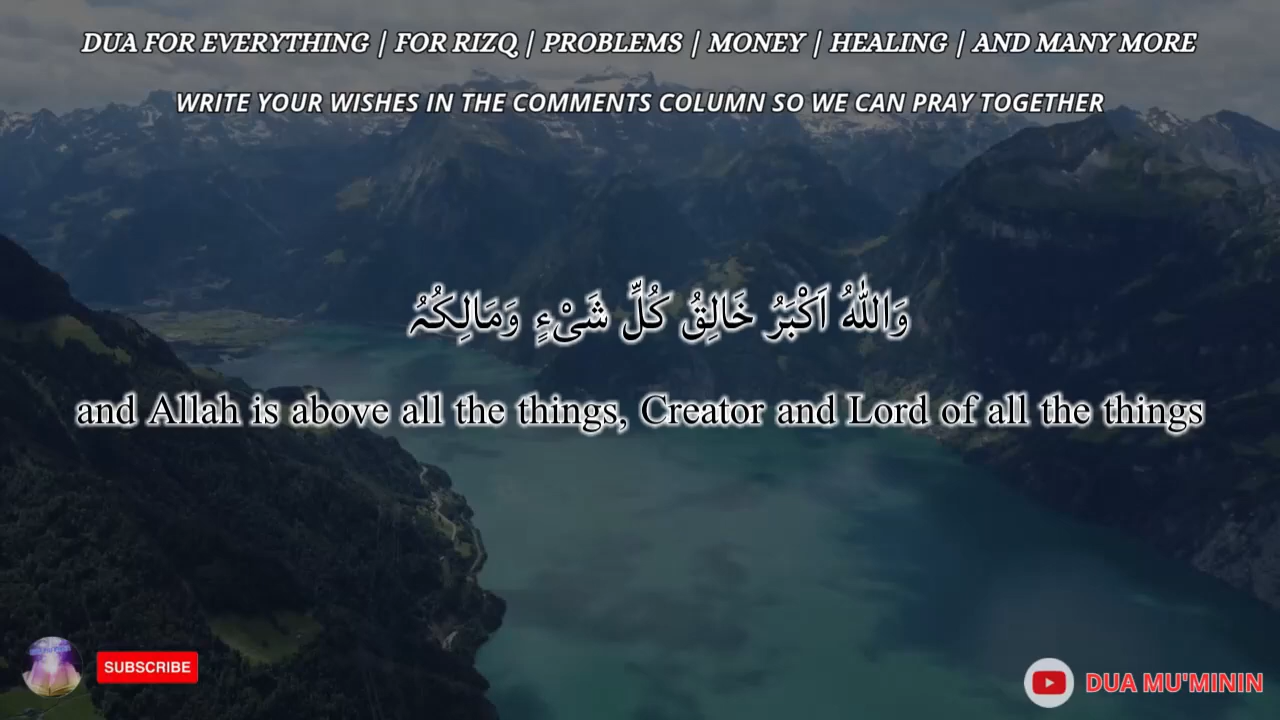 DUA FOR EVERYTHING | FOR RIZQ | PROBLEMS | MONEY | HEALING | AND MANY MORE
WRITE YOUR WISHES IN THE COMMENTS COLUMN SO WE CAN PRAY TOGETHER
وَاللّٰهُ اَكْبَرُ خَالِقُ كُلِّ شَیْءٍ وَمَالِكُهُ
and Allah is above all the things, Creator and Lord of all the things
SUBSCRIBE
DUA MU'MININ